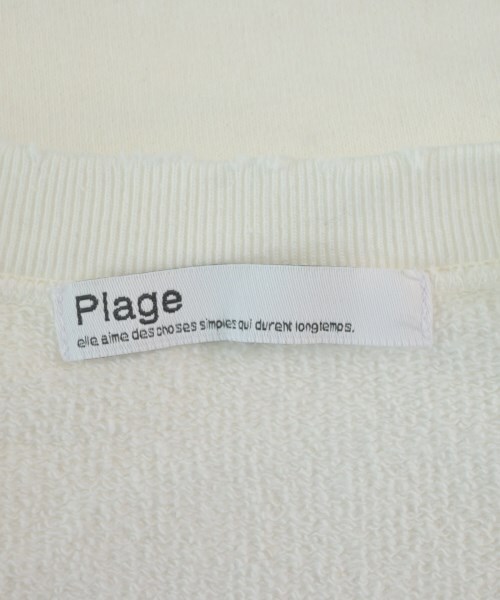 Plage
elle aime des choses simples qui durent longtemps.